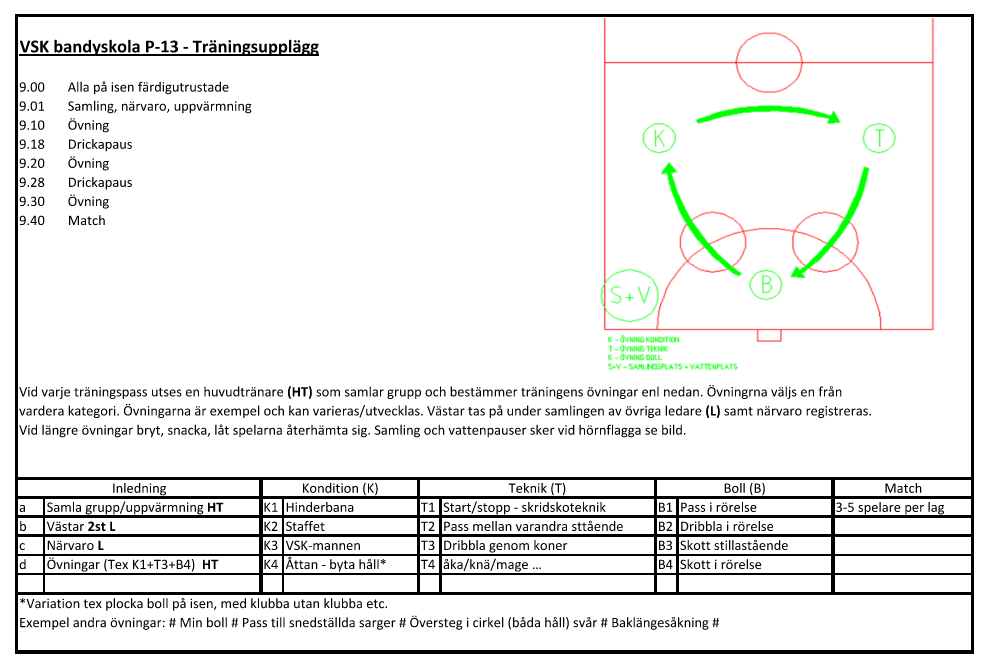 VSK bandyskola P-13 - Träningsupplägg
9.00 Alla på isen färdigutrustade
9.01 Samling, närvaro, uppvärmning
9.10 Övning
9.18 Drickapaus
9.20 Övning
9.28 Drickapaus
9.30 Övning
9.40 Match
K T
B
S+V
K - ÖVNING KONDITION
T - ÖVNING TEKNIK
K - ÖVNING BOLL
S+V - SAMLINGSPLATS + VATTENPLATS
Vid varje träningspass utses en huvudtränare (HT) som samlar grupp och bestämmer träningens övningar enl nedan. Övningrna väljs en från
vardera kategori. Övningarna är exempel och kan varieras/utvecklas. Västar tas på under samlingen av övriga ledare (L) samt närvaro registreras.
Vid längre övningar bryt, snacka, låt spelarna återhämta sig. Samling och vattenpauser sker vid hörnflagga se bild.
Inledning Kondition (K) Teknik (T) Boll (B) Match
a Samla grupp/uppvärmning HT K1 Hinderbana T1 Start/stopp - skridskoteknik B1 Pass i rörelse 3-5 spelare per lag
b Västar 2st L K2 Staffet T2 Pass mellan varandra sttående B2 Dribbla i rörelse
c Närvaro L K3 VSK-mannen T3 Dribbla genom koner B3 Skott stillastående
d Övningar (Tex K1+T3+B4) HT K4 Åttan - byta håll* T4 åka/knä/mage ... B4 Skott i rörelse
*Variation tex plocka boll på isen, med klubba utan klubba etc.
Exempel andra övningar: # Min boll # Pass till snedställda sarger # Översteg i cirkel (båda håll) svår # Baklängesåkning #